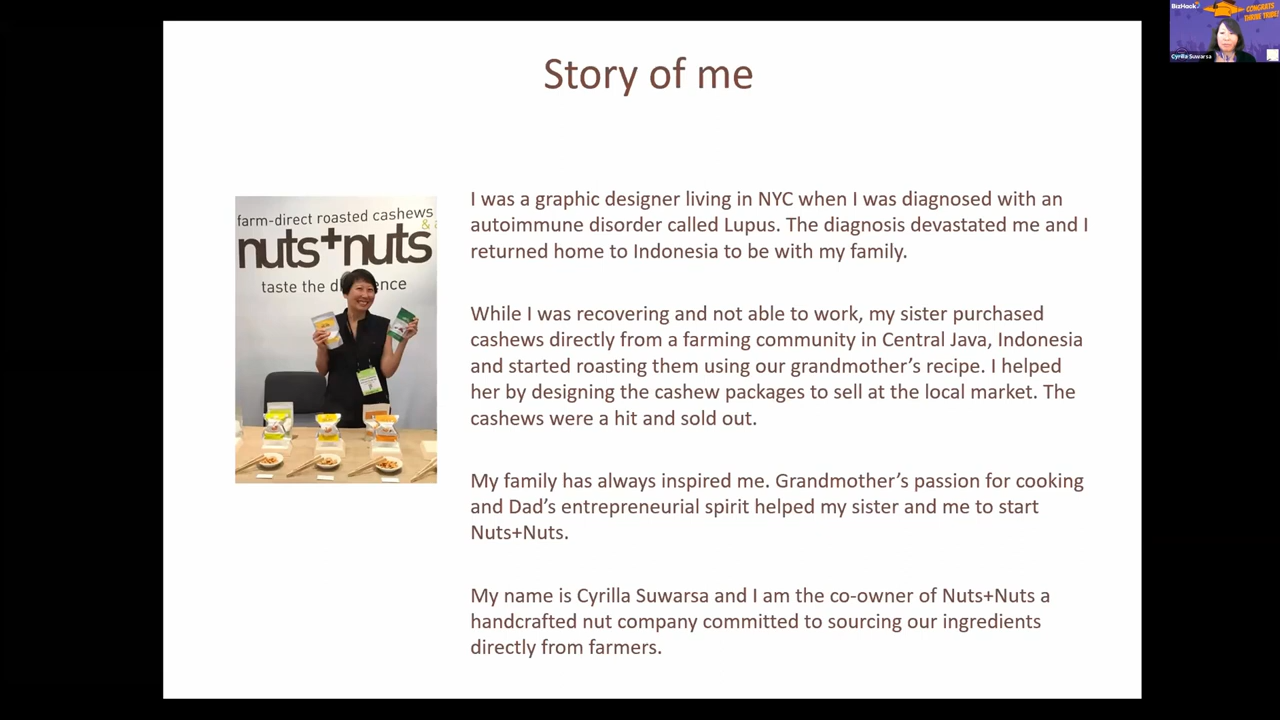 Story of me
I was a graphic designer living in NYC when I was diagnosed with an
autoimmune disorder called Lupus. The diagnosis devastated me and I
returned home to Indonesia to be with my family.
While I was recovering and not able to work, my sister purchased
cashews directly from a farming community in Central Java, Indonesia
and started roasting them using our grandmother’s recipe. I helped
her by designing the cashew packages to sell at the local market. The
cashews were a hit and sold out.
My family has always inspired me. Grandmother’s passion for cooking
and Dad’s entrepreneurial spirit helped my sister and me to start
Nuts+Nuts.
My name is Cyrilla Suwarsa and I am the co-owner of Nuts+Nuts a
handcrafted nut company committed to sourcing our ingredients
directly from farmers.
farm-direct roasted cashews
&
nuts+nuts
taste the
BizHack
CONGRATS
THRIVE TRIBE!
Cyrilla Suwarsa